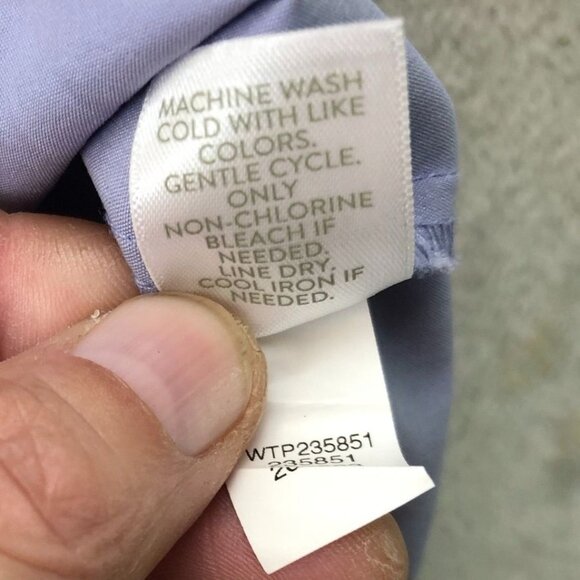 MACHINE WASH
COLD WITH LIKE
COLORS.
GENTLE CYCLE.
ONLY
NON-CHLORINE
BLEACH IF
NEEDED.
LINE DRY,
COOL IRON IF
NEEDED.
WTP235851
235851